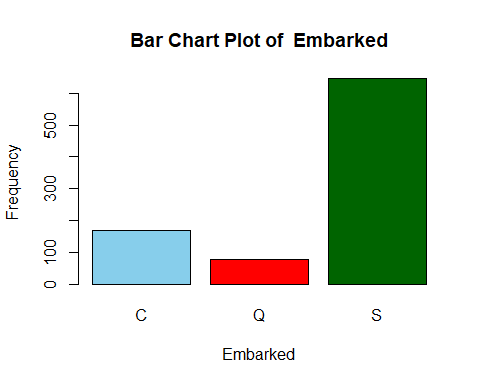 Bar Chart Plot of  Embarked
Frequency
500
300
100
0
C Q S
Embarked